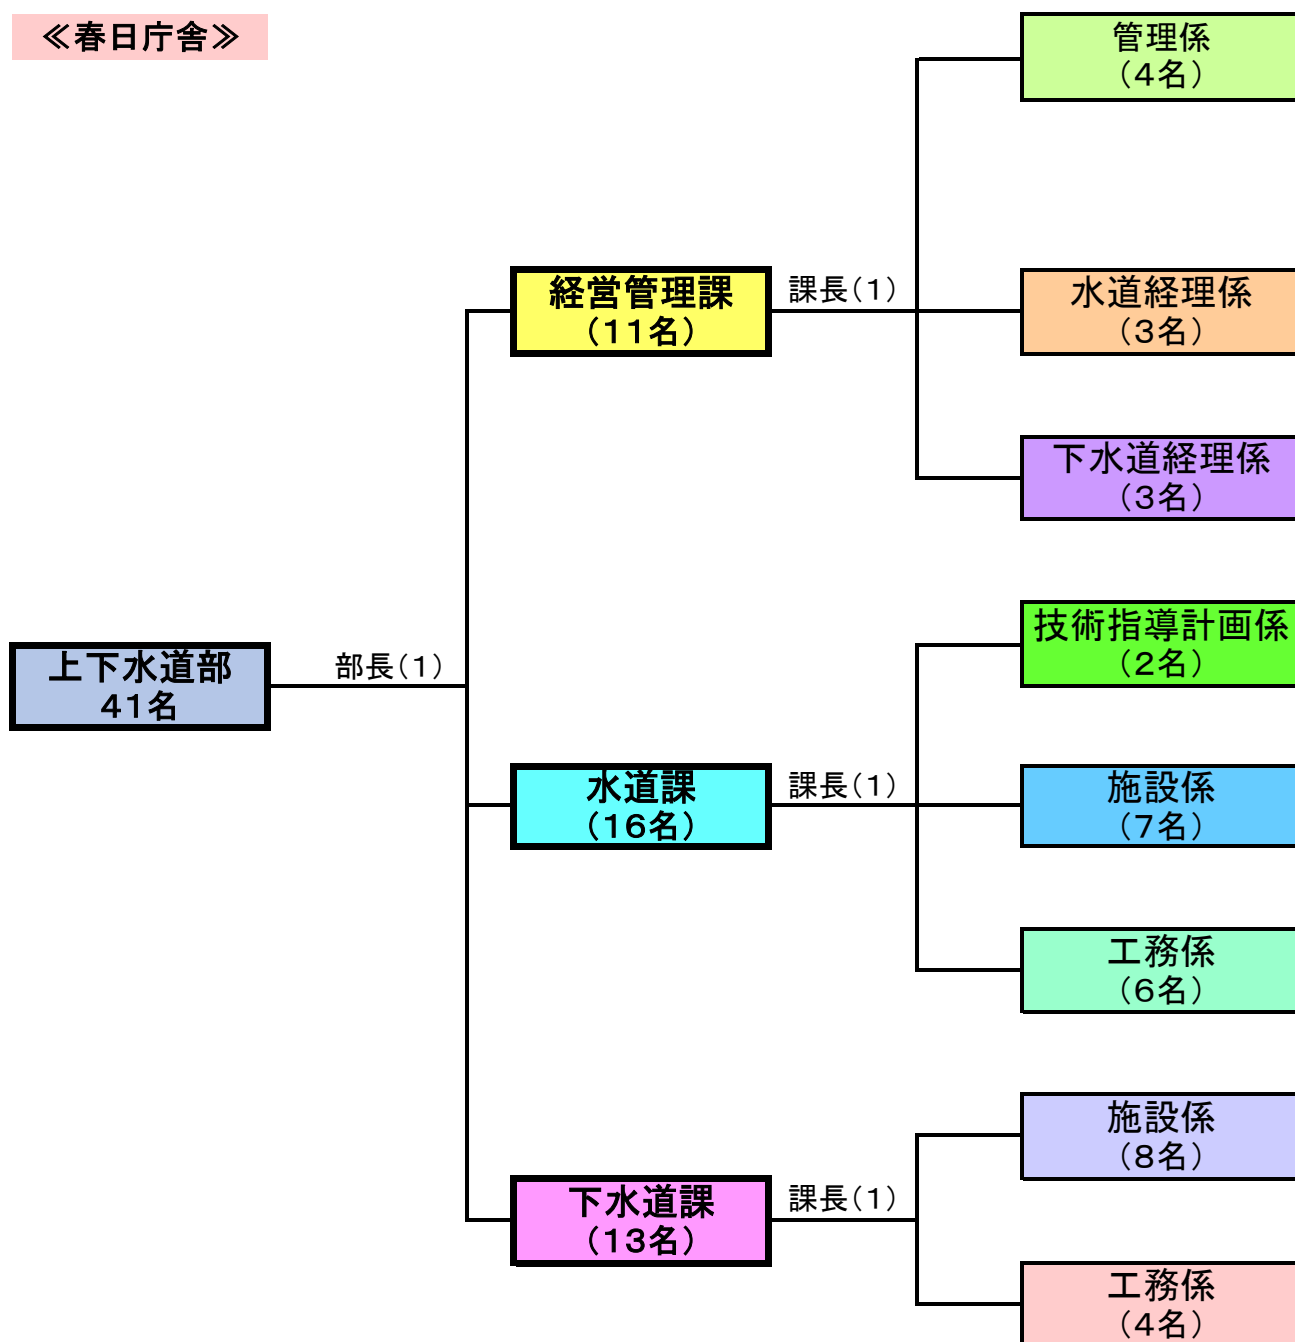 ≪春日庁舎≫
管理係
(4名)
経営管理課
(11名)
課長(1)
水道経理係
(3名)
下水道経理係
(3名)
上下水道部
41名
部長(1)
技術指導計画係
(2名)
水道課
(16名)
課長(1)
施設係
(7名)
工務係
(6名)
施設係
(8名)
下水道課
(13名)
課長(1)
工務係
(4名)